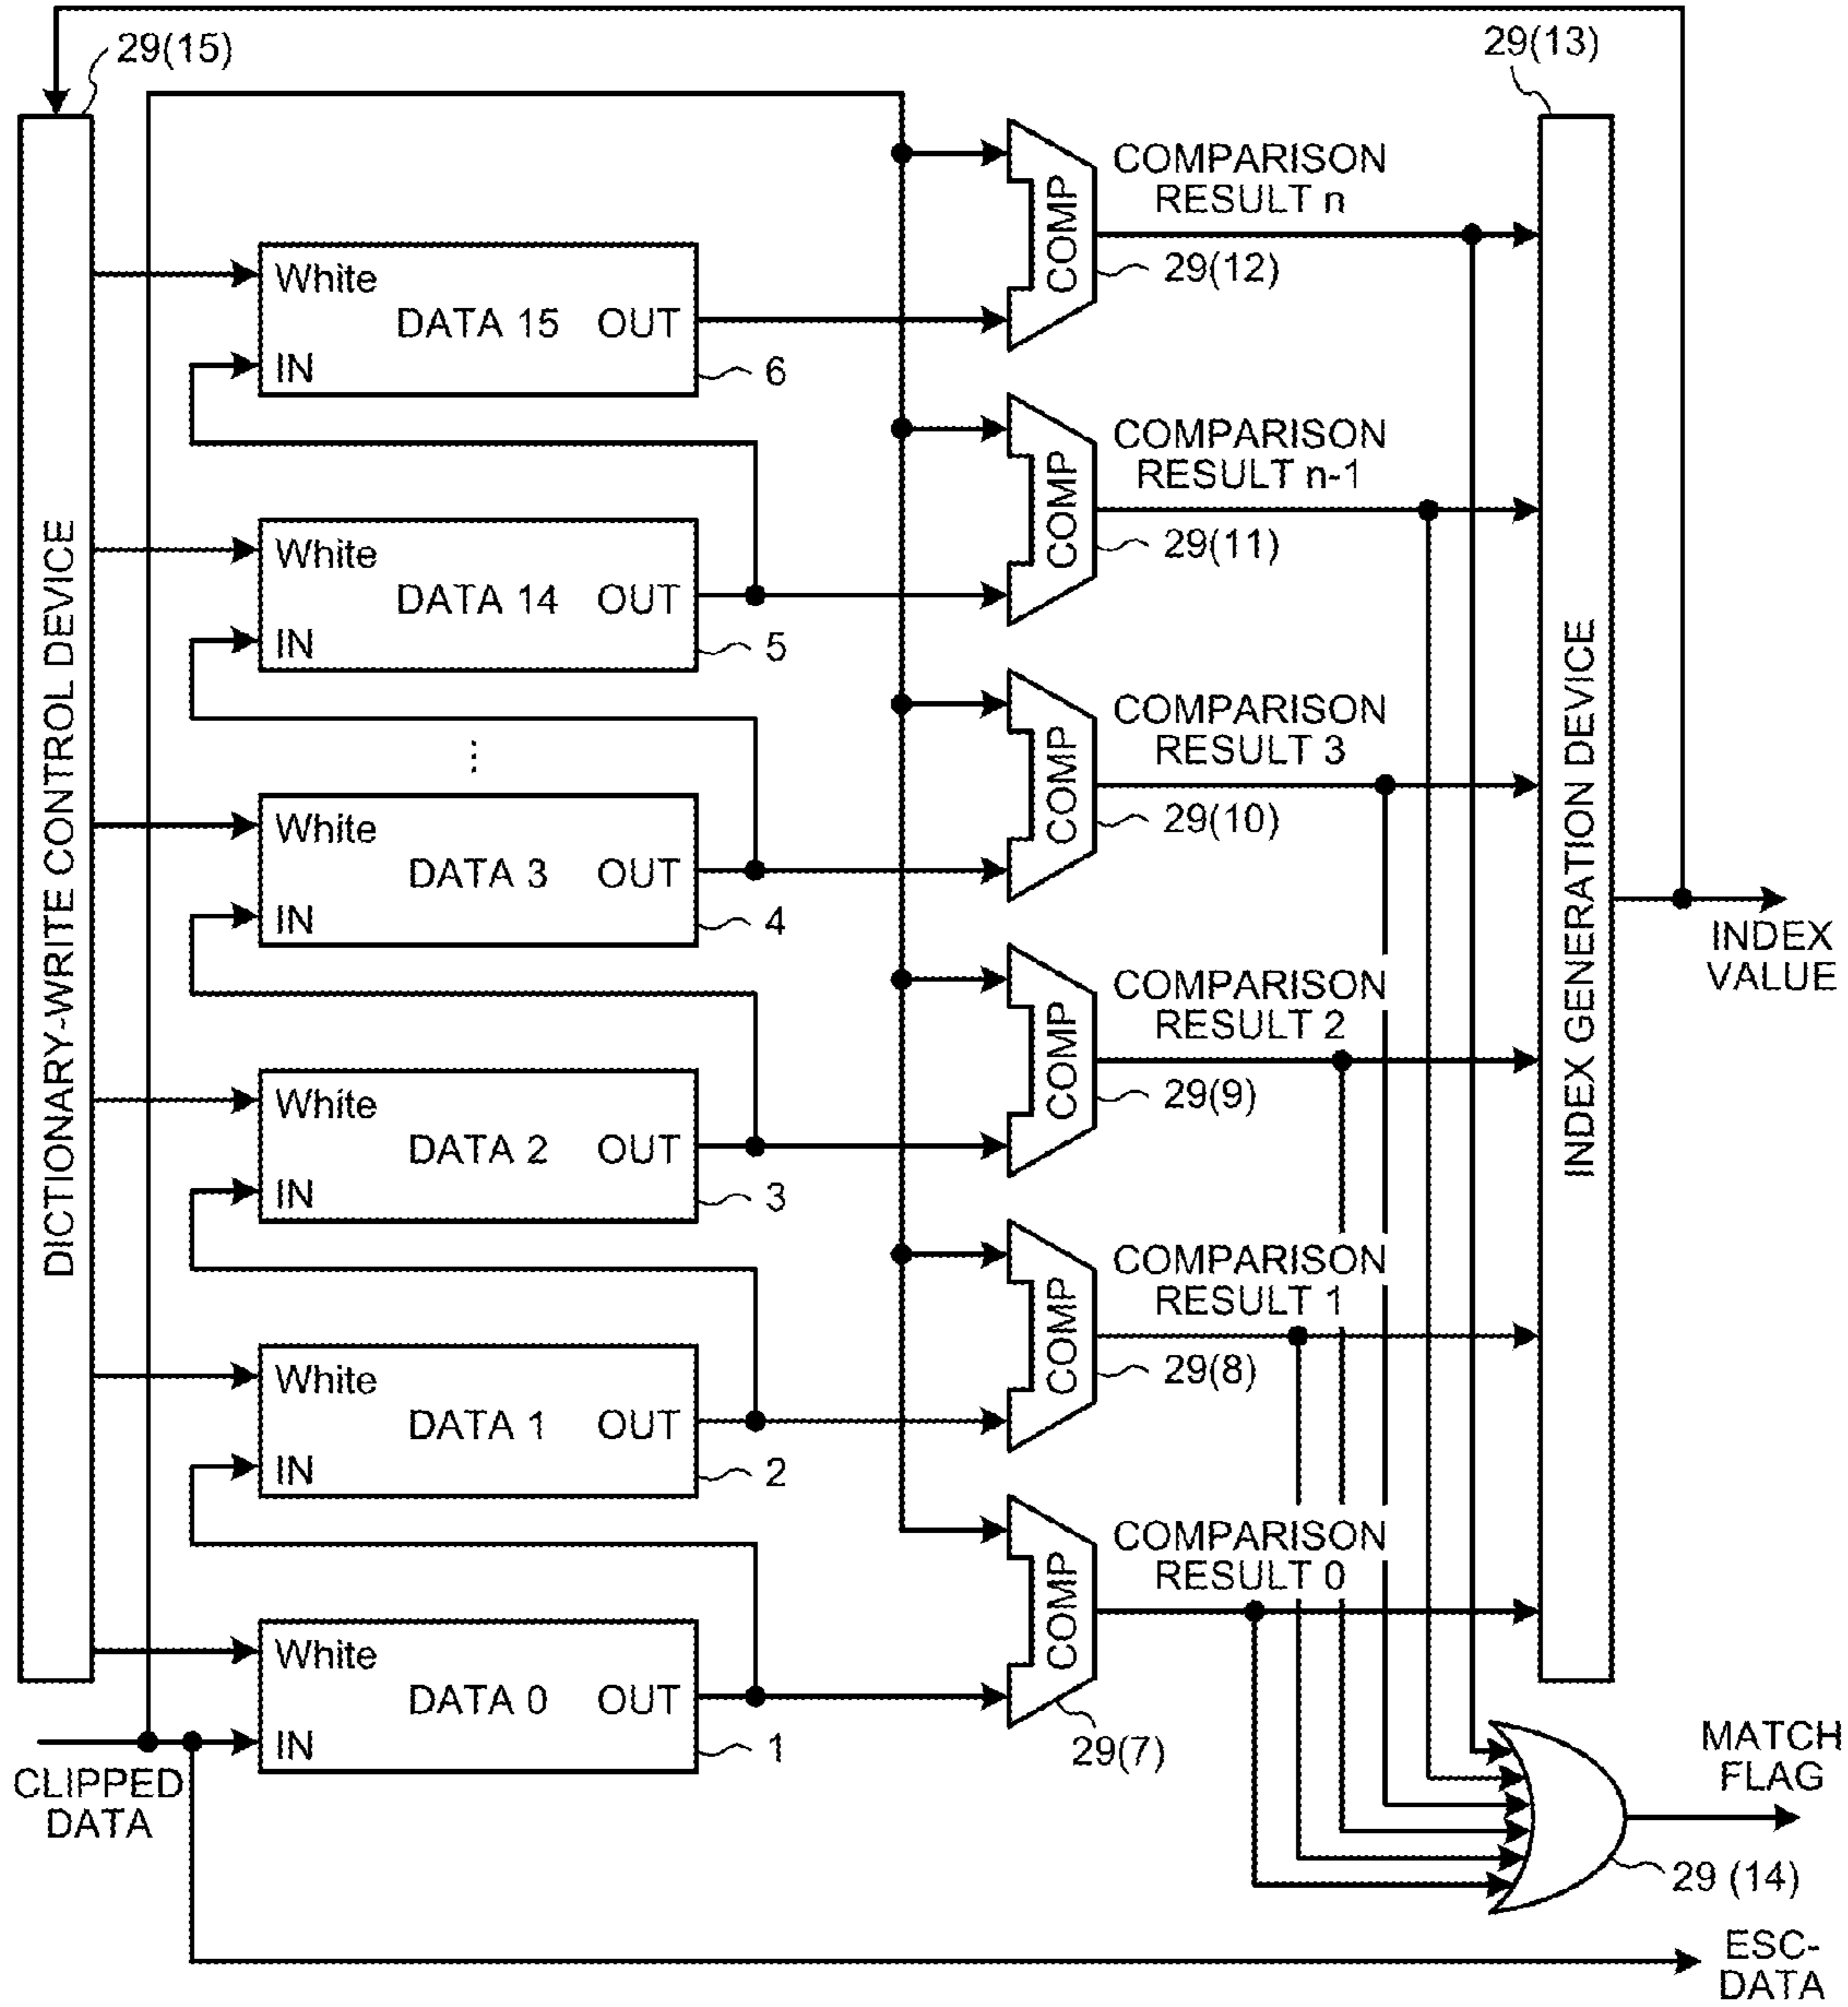 29(15)
29(13)
DICTIONARY-WRITE CONTROL DEVICE
White
DATA 15 OUT
IN
6
COMP
COMPARISON
RESULT n
29(12)
White
DATA 14 OUT
IN
5
COMP
COMPARISON
RESULT n-1
29(11)
⋮
White
DATA 3 OUT
IN
4
COMP
COMPARISON
RESULT 3
29(10)
White
DATA 2 OUT
IN
3
COMP
COMPARISON
RESULT 2
29(9)
White
DATA 1 OUT
IN
2
COMP
COMPARISON
RESULT 1
29(8)
White
DATA 0 OUT
IN
1
COMP
COMPARISON
RESULT 0
29(7)
INDEX GENERATION DEVICE
INDEX
VALUE
CLIPPED
DATA
MATCH
FLAG
29 (14)
ESC-
DATA